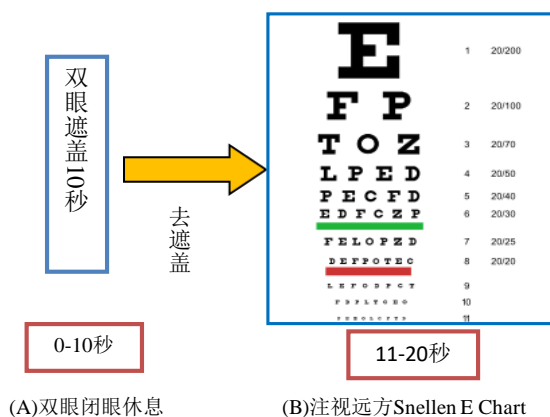 双眼遮盖10秒
去遮盖
E 1 20/200
F P 2 20/100
T O Z 3 20/70
L P E D 4 20/50
P E C F D 5 20/40
E D F C Z P 6 20/30
F E L O P Z D 7 20/25
D E F P O T E C 8 20/20
L E F O D P C T 9
F D P L T C E O 10
11
0-10秒
11-20秒
(A)双眼闭眼休息
(B)注视远方Snellen E Chart